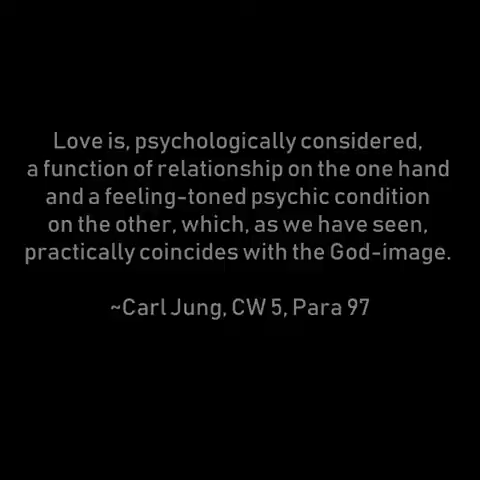 Love is, psychologically considered,
a function of relationship on the one hand
and a feeling-toned psychic condition
on the other, which, as we have seen,
practically coincides with the God-image.
~Carl Jung, CW 5, Para 97